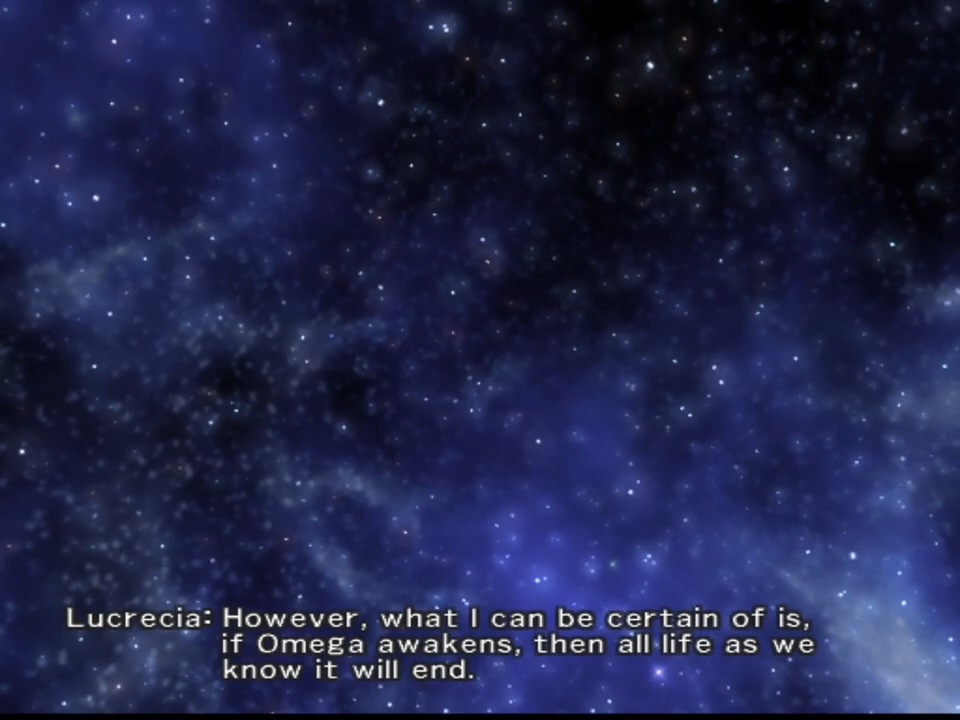 Lucrecia: However, what I can be certain of is,
if Omega awakens, then all life as we
know it will end.